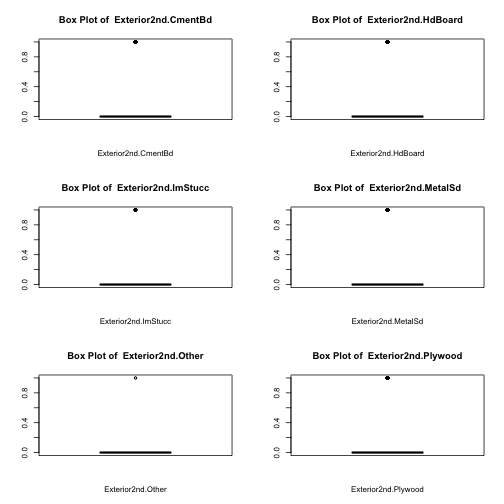 Box Plot of Exterior2nd.CmentBd
0.8
0.4
0.0
Exterior2nd.CmentBd
Box Plot of Exterior2nd.HdBoard
0.8
0.4
0.0
Exterior2nd.HdBoard
Box Plot of Exterior2nd.ImStucc
0.8
0.4
0.0
Exterior2nd.ImStucc
Box Plot of Exterior2nd.MetalSd
0.8
0.4
0.0
Exterior2nd.MetalSd
Box Plot of Exterior2nd.Other
0.8
0.4
0.0
Exterior2nd.Other
Box Plot of Exterior2nd.Plywood
0.8
0.4
0.0
Exterior2nd.Plywood